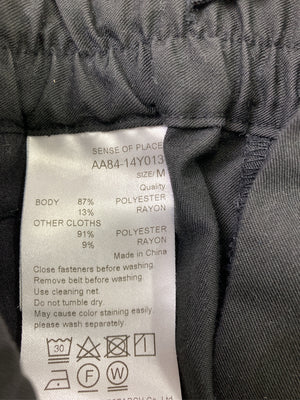 SENSE OF PLACE
AA84-14Y013
SIZE/M
Quality
BODY 87% POLYESTER
13% RAYON
OTHER CLOTHS
91% POLYESTER
9% RAYON
Made in China
Close fasteners before washing.
Remove belt before washing.
Use cleaning net.
Do not tumble dry.
May cause color staining easily.
please wash separately.
30
F W